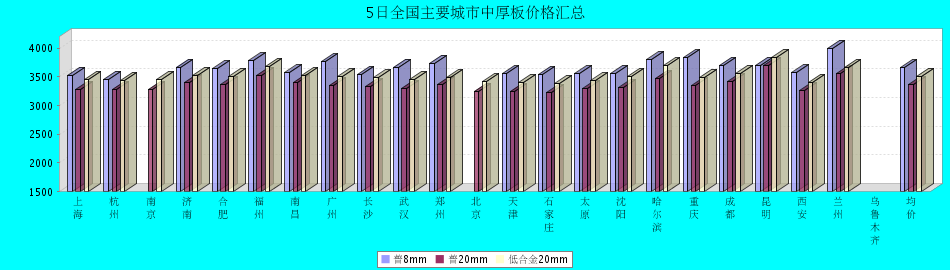 5日全国主要城市中厚板价格汇总
4000
3500
3000
2500
2000
1500
上海
杭州
南京
济南
合肥
福州
南昌
广州
长沙
武汉
郑州
北京
天津
石家庄
太原
沈阳
哈尔滨
重庆
成都
昆明
西安
兰州
乌鲁木齐
均价
普8mm
普20mm
低合金20mm